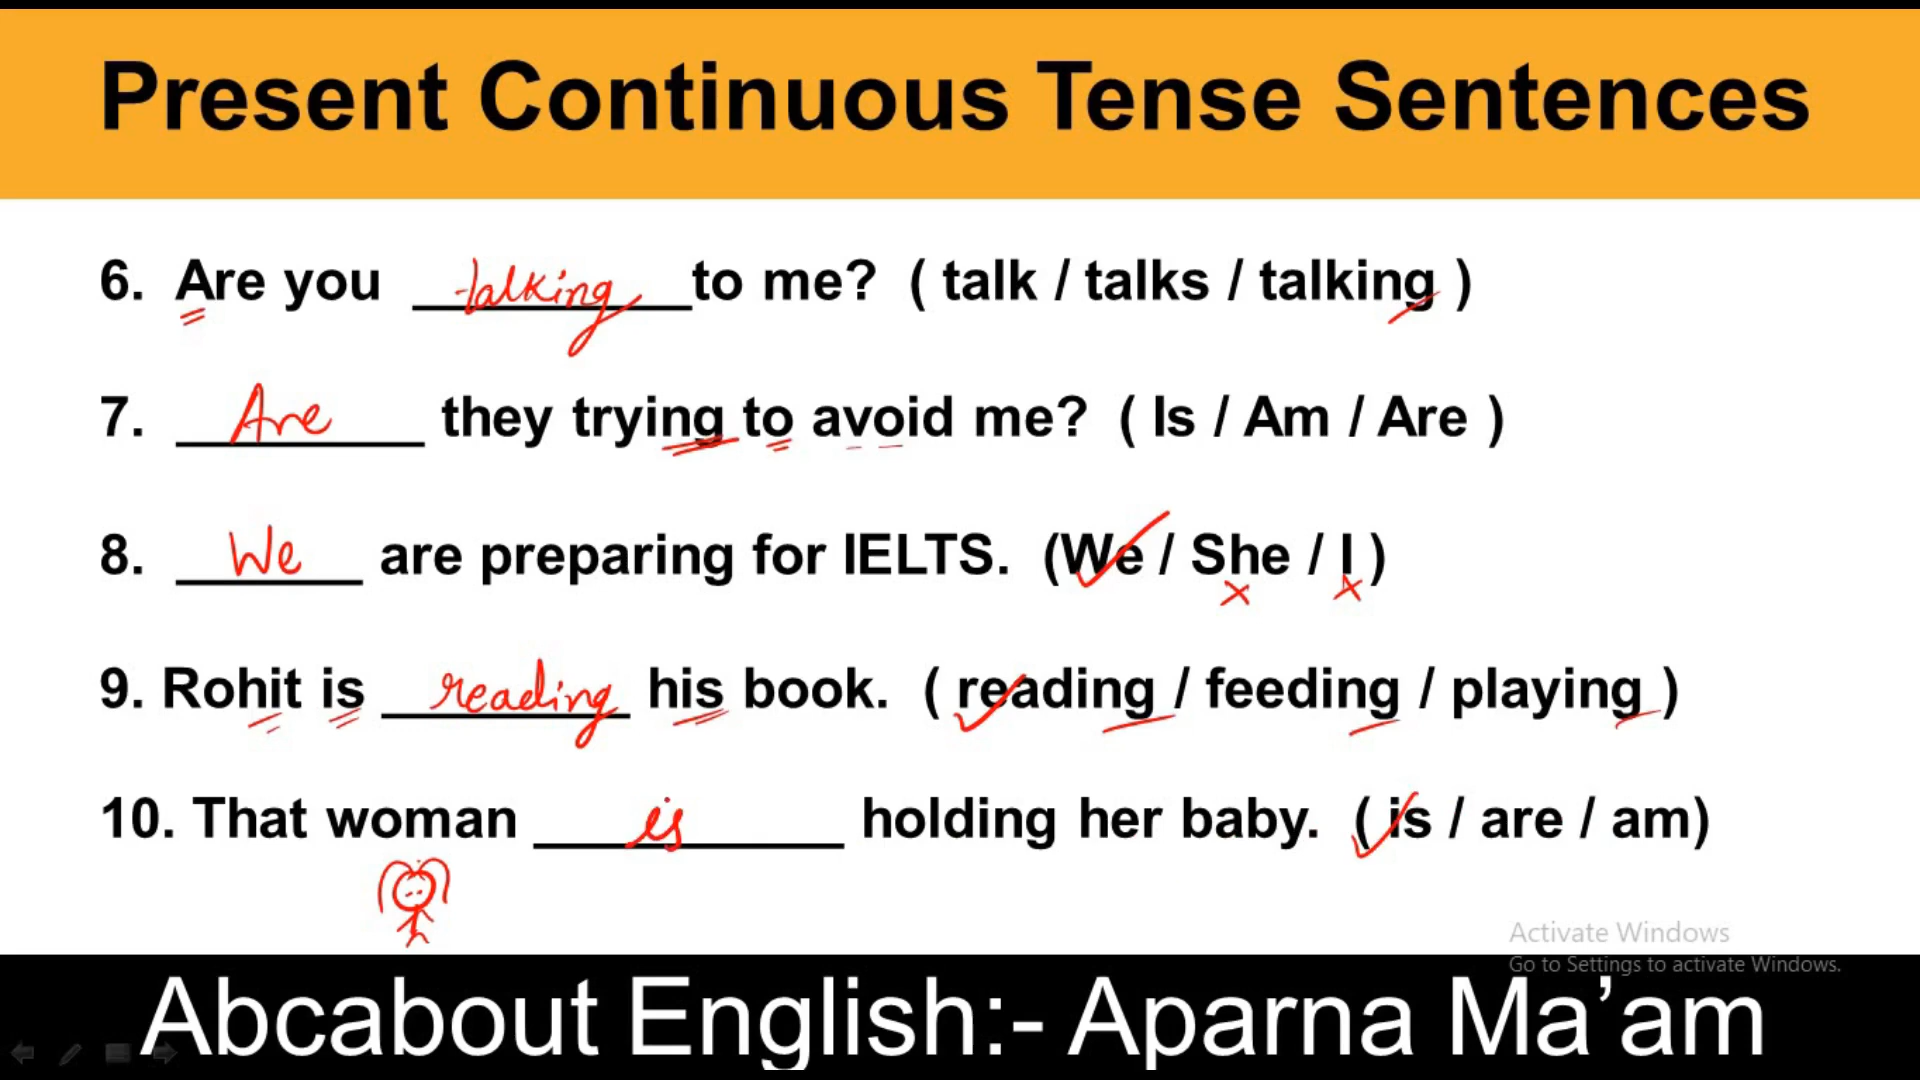 Present Continuous Tense Sentences
6. Are you talking to me? ( talk / talks / talking )
7. Are they trying to avoid me? ( Is / Am / Are )
8. We are preparing for IELTS. (We / She / I )
9. Rohit is reading his book. ( reading / feeding / playing )
10. That woman is holding her baby. ( is / are / am)
Activate Windows
Go to Settings to activate Windows.
Abcabout English:- Aparna Ma’am